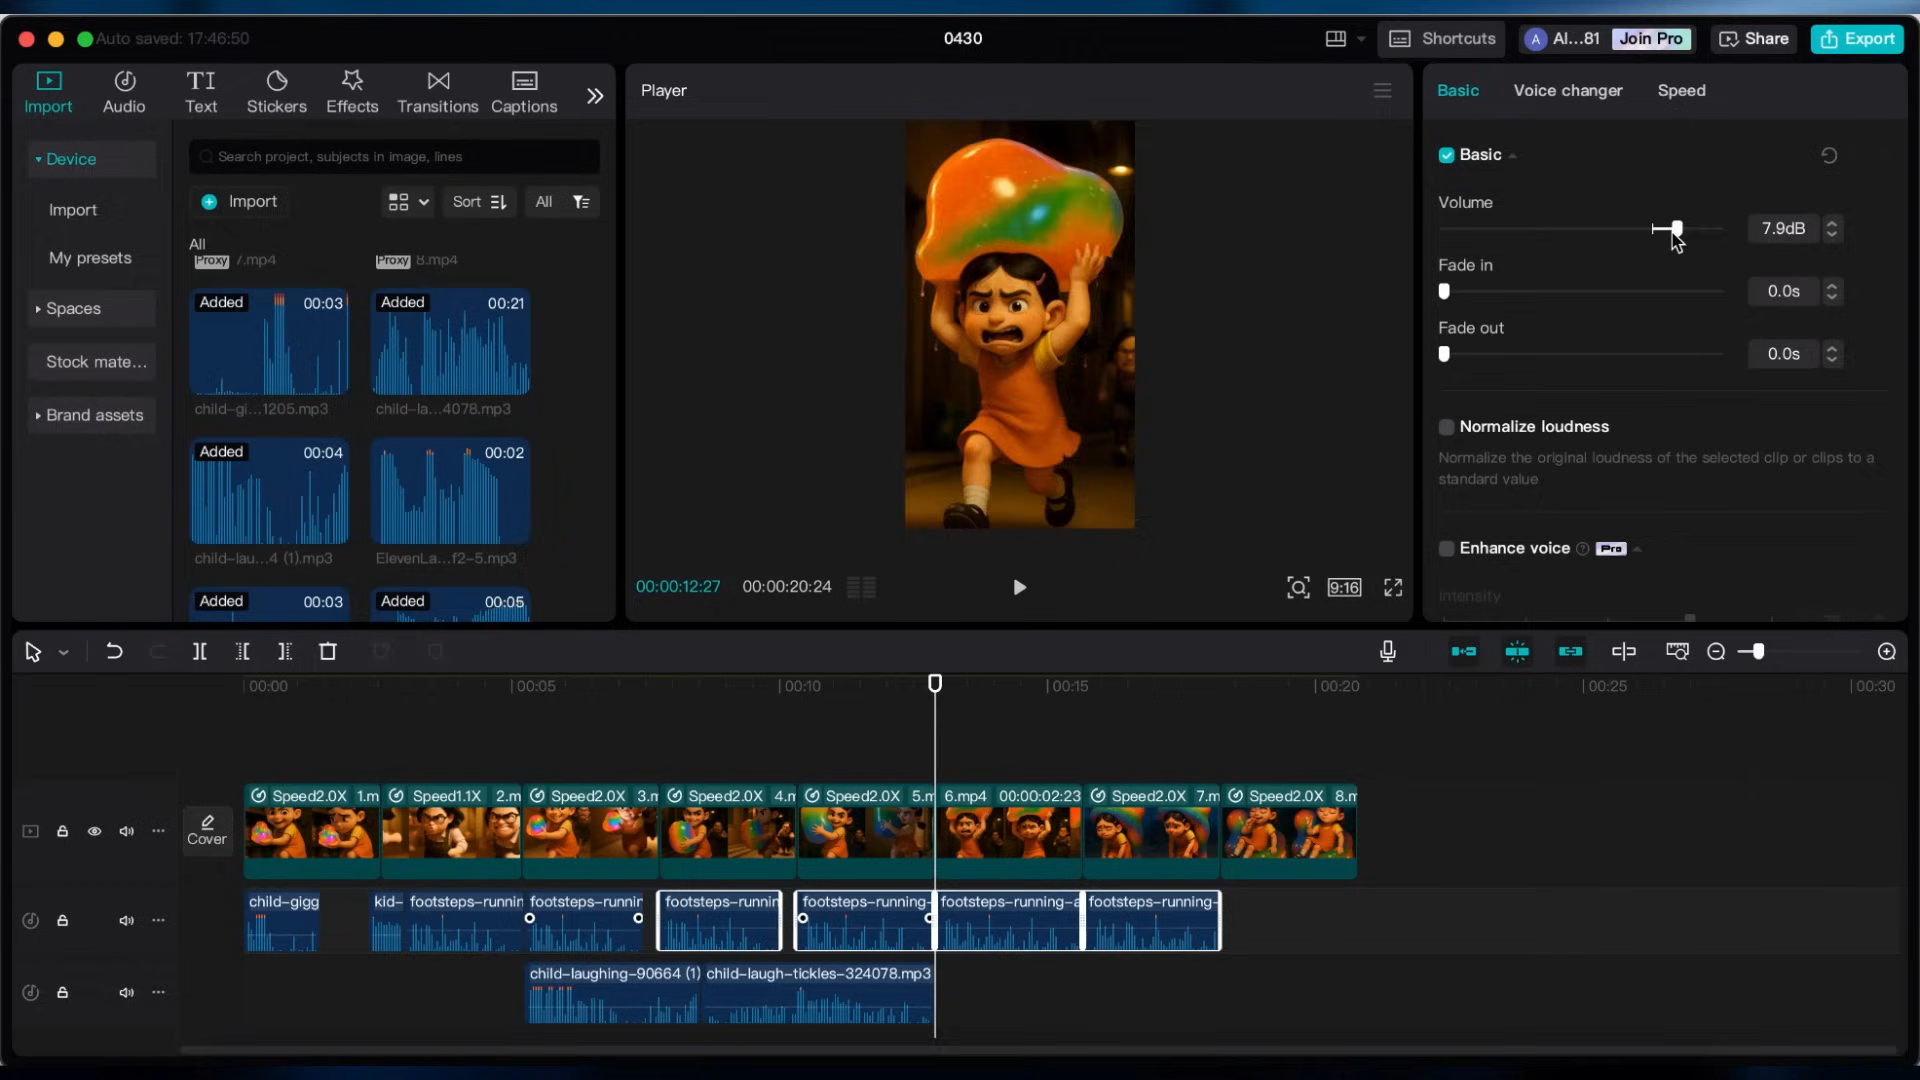 Auto saved: 17:46:50
0430
Shortcuts
A
Al...81
Join Pro
Share
Export
Import
Audio
TI
Text
Stickers
Effects
Transitions
Captions
Device
Import
My presets
Spaces
Stock mate...
Brand assets
Search project, subjects in image, lines
Import
Sort
All
All
Proxy 7.mp4
Proxy 8.mp4
Added 00:03
child-gi...1205.mp3
Added 00:21
child-la...4078.mp3
Added 00:04
child-lau...4 (1).mp3
00:02
ElevenLa...f2-5.mp3
Added 00:03
Added 00:05
Player
00:00:12:27
00:00:20:24
9:16
Basic
Voice changer
Speed
Basic
Volume
7.9dB
Fade in
0.0s
Fade out
0.0s
Normalize loudness
Normalize the original loudness of the selected clip or clips to a
standard value
Enhance voice
Pro
Intensity
00:00
00:05
00:10
00:15
00:20
00:25
00:30
Cover
Speed2.0X 1.m
Speed1.1X 2.m
Speed2.0X 3.m
Speed2.0X 4.m
Speed2.0X 5.m
6.mp4 00:00:02:23
Speed2.0X 7.m
Speed2.0X 8.m
child-gigg
kid-
footsteps-runnin
footsteps-runnin
footsteps-runnin
footsteps-running-
footsteps-running-a
footsteps-running-
child-laughing-90664 (1)
child-laugh-tickles-324078.mp3